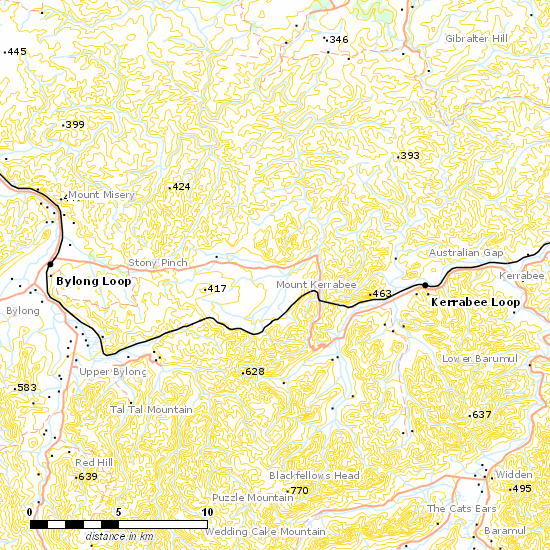 346
Gibralter Hill
445
399
393
424
Mount Misery
Australian Gap
Stony Pinch
Kerrabee
Bylong Loop
Mount Kerrabee
417
463
Kerrabee Loop
Bylong
Lower Barumul
Upper Bylong
628
583
Tal Tal Mountain
637
Red Hill
639
Blackfellows Head
Widden
770
495
Puzzle Mountain
The Cats Ears
0 5 10
Wedding Cake Mountain
Baramul
distance in km